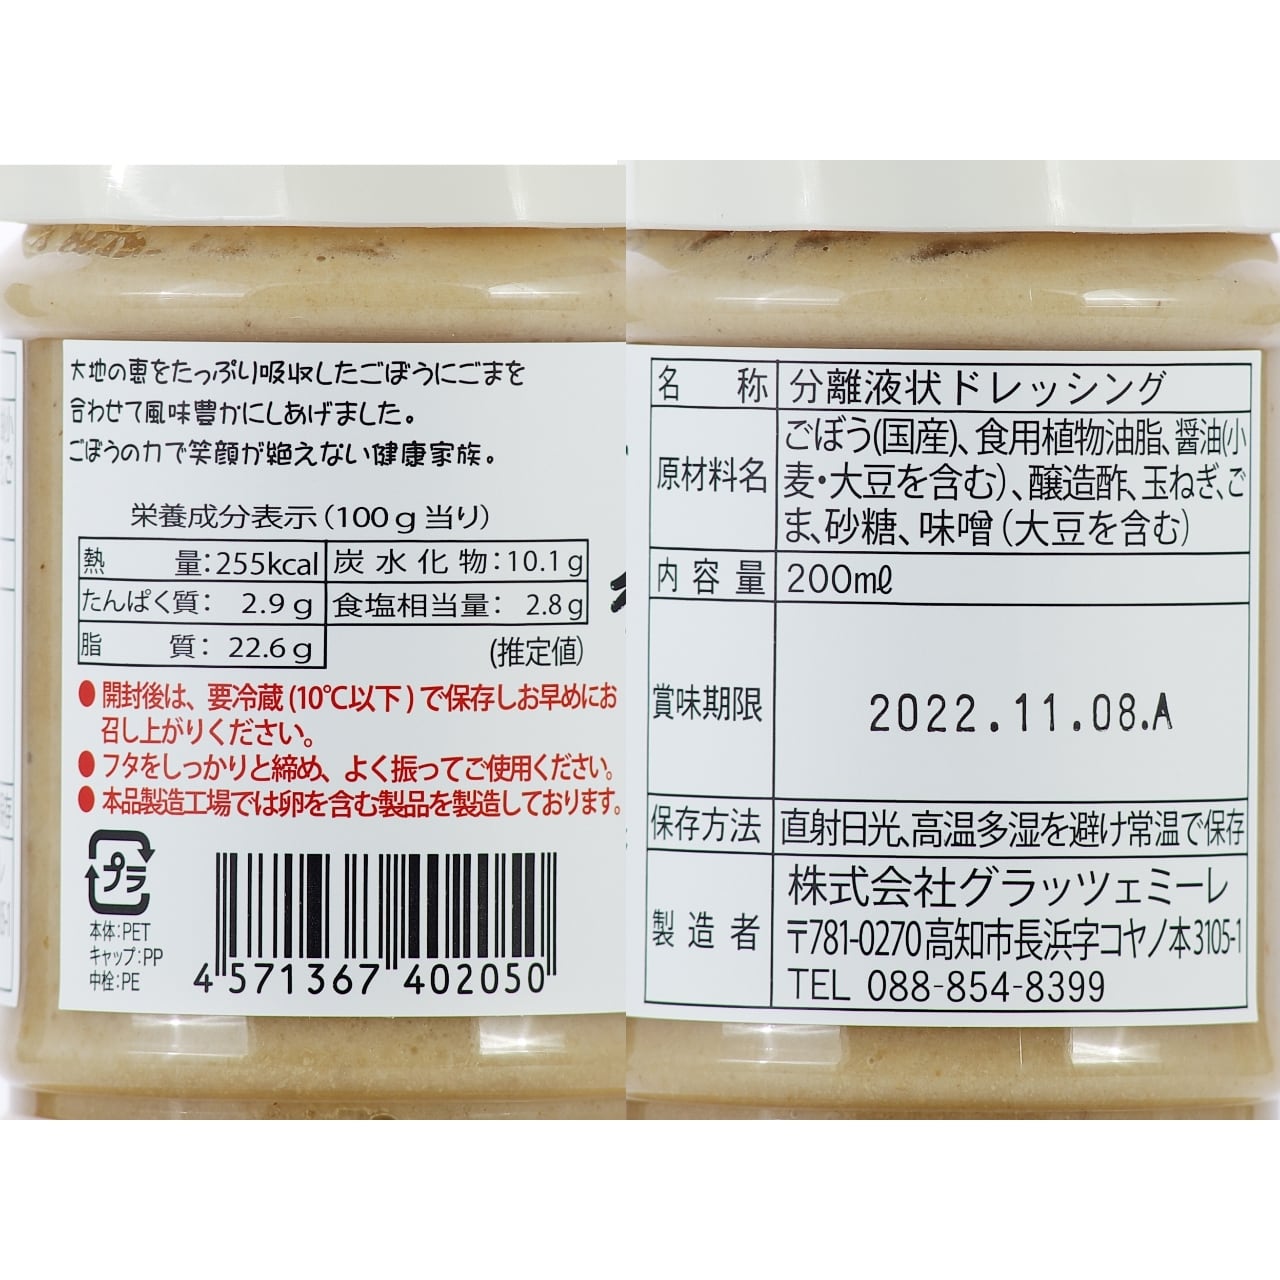 大地の恵をたっぷり吸収したごぼうにごまを
合わせて風味豊かにしあげました。
ごぼうの力で笑顔が絶えない健康家族。
栄養成分表示(100g当り)
熱量:255kcal 炭水化物:10.1g
たんぱく質: 2.9g 食塩相当量: 2.8g
脂質: 22.6g (推定値)
●開封後は、要冷蔵(10℃以下)で保存しお早めにお
召し上がりください。
●フタをしっかりと締め、よく振ってご使用ください。
●本品製造工場では卵を含む製品を製造しております。
プラ
本体:PET
キャップ:PP
中栓:PE
4 571367 402050
名称 分離液状ドレッシング
原材料名 ごぼう(国産)、食用植物油脂、醤油(小
麦・大豆を含む)、醸造酢、玉ねぎ、ご
ま、砂糖、味噌(大豆を含む)
内容量 200mℓ
賞味期限 2022.11.08.A
保存方法 直射日光、高温多湿を避け常温で保存
製造者 株式会社グラッツェミーレ
〒781-0270高知市長浜字コヤノ本3105-1
TEL 088-854-8399